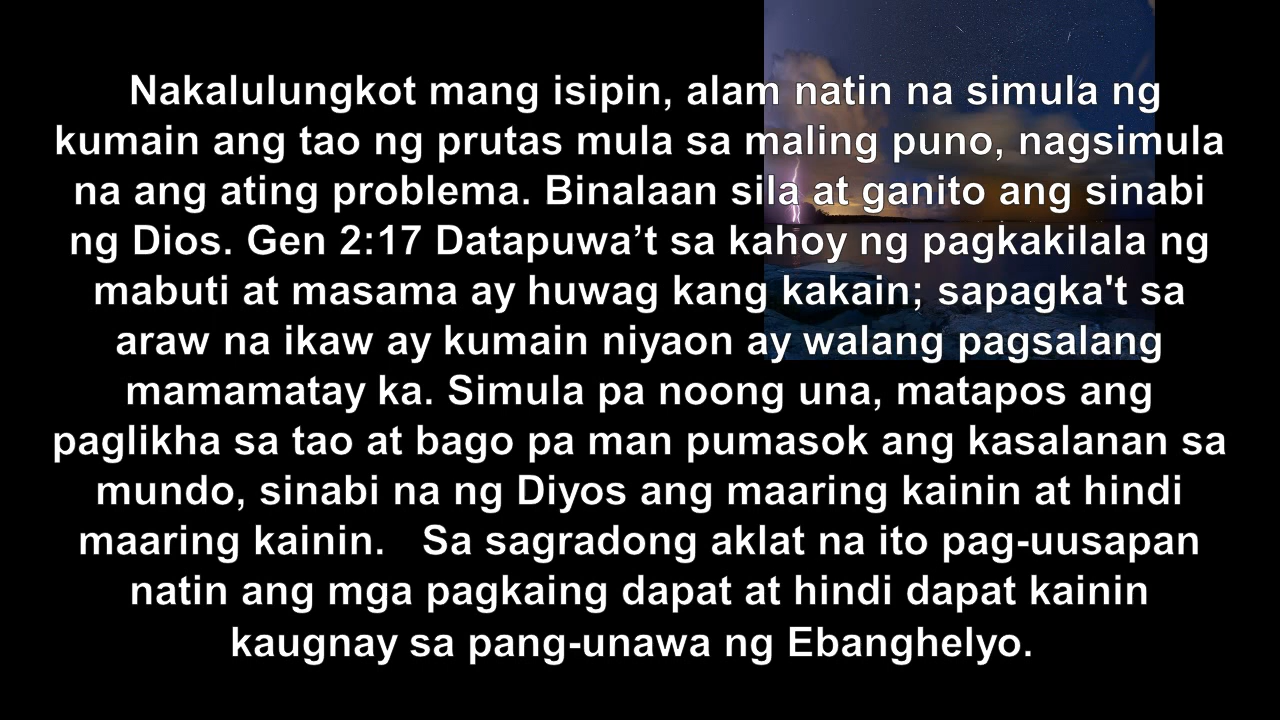 Nakalulungkot mang isipin, alam natin na simula ng
kumain ang tao ng prutas mula sa maling puno, nagsimula
na ang ating problema. Binalaan sila at ganito ang sinabi
ng Dios. Gen 2:17 Datapuwa’t sa kahoy ng pagkakilala ng
mabuti at masama ay huwag kang kakain; sapagka't sa
araw na ikaw ay kumain niyaon ay walang pagsalang
mamamatay ka. Simula pa noong una, matapos ang
paglikha sa tao at bago pa man pumasok ang kasalanan sa
mundo, sinabi na ng Diyos ang maaring kainin at hindi
maaring kainin.   Sa sagradong aklat na ito pag-uusapan
natin ang mga pagkaing dapat at hindi dapat kainin
kaugnay sa pang-unawa ng Ebanghelyo.